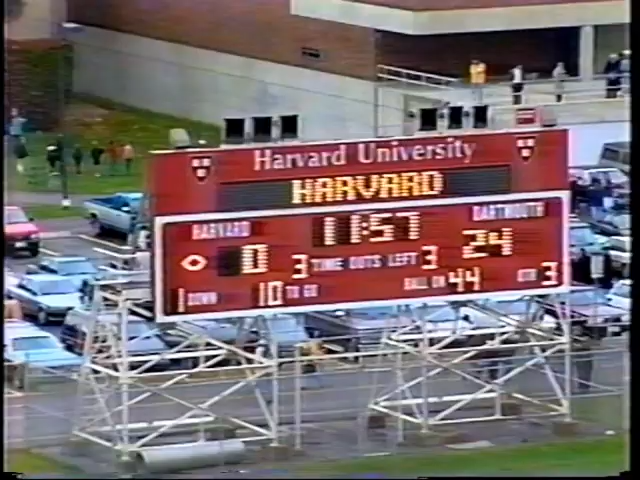 Harvard University
HARVARD
HARVARD 11:57 DARTMOUTH
0 3 TIME OUTS LEFT 3 24
1 DOWN 10 TO GO BALL ON 44 QTR 3